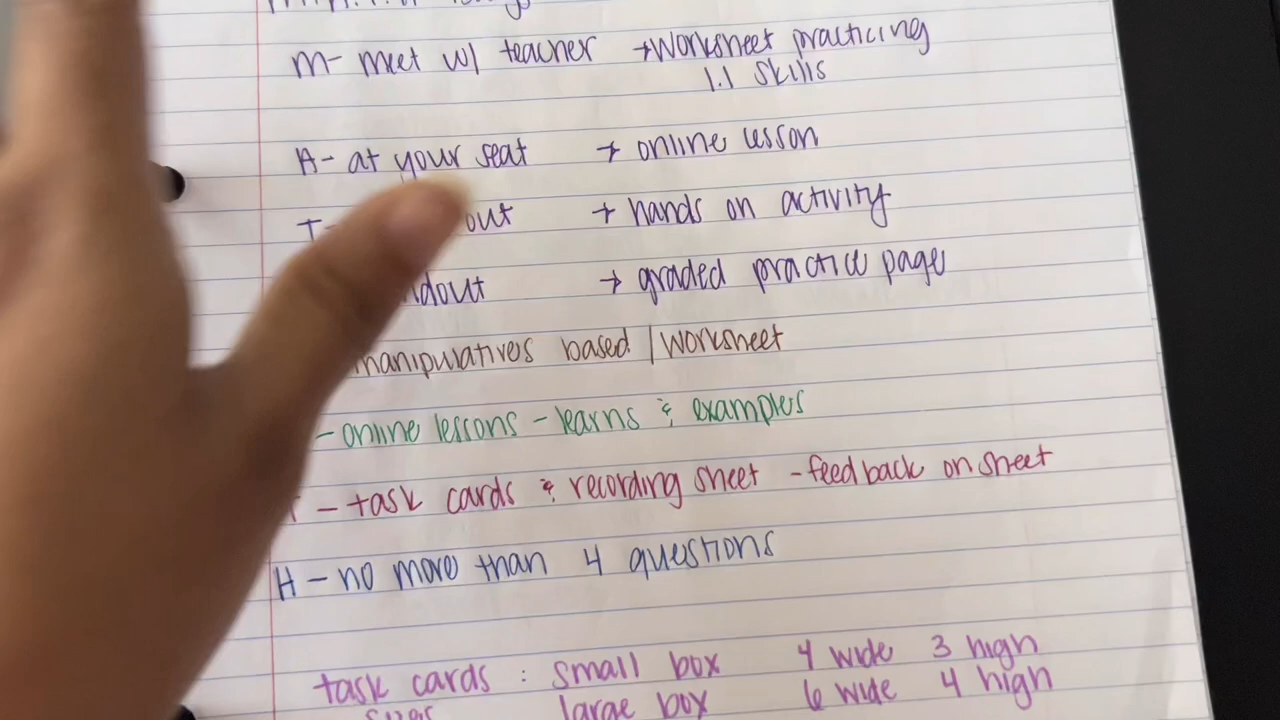 M- meet w/ teacher → worksheet practicing
1.1 skills
A- at your seat → online lesson
T- out → hands on activity
→ graded practice page
manipulatives based / worksheet
- online lessons - learns & examples
- task cards & recording sheet - feedback on sheet
H - no more than 4 questions
task cards : small box 4 wide 3 high
sizes large box 6 wide 4 high